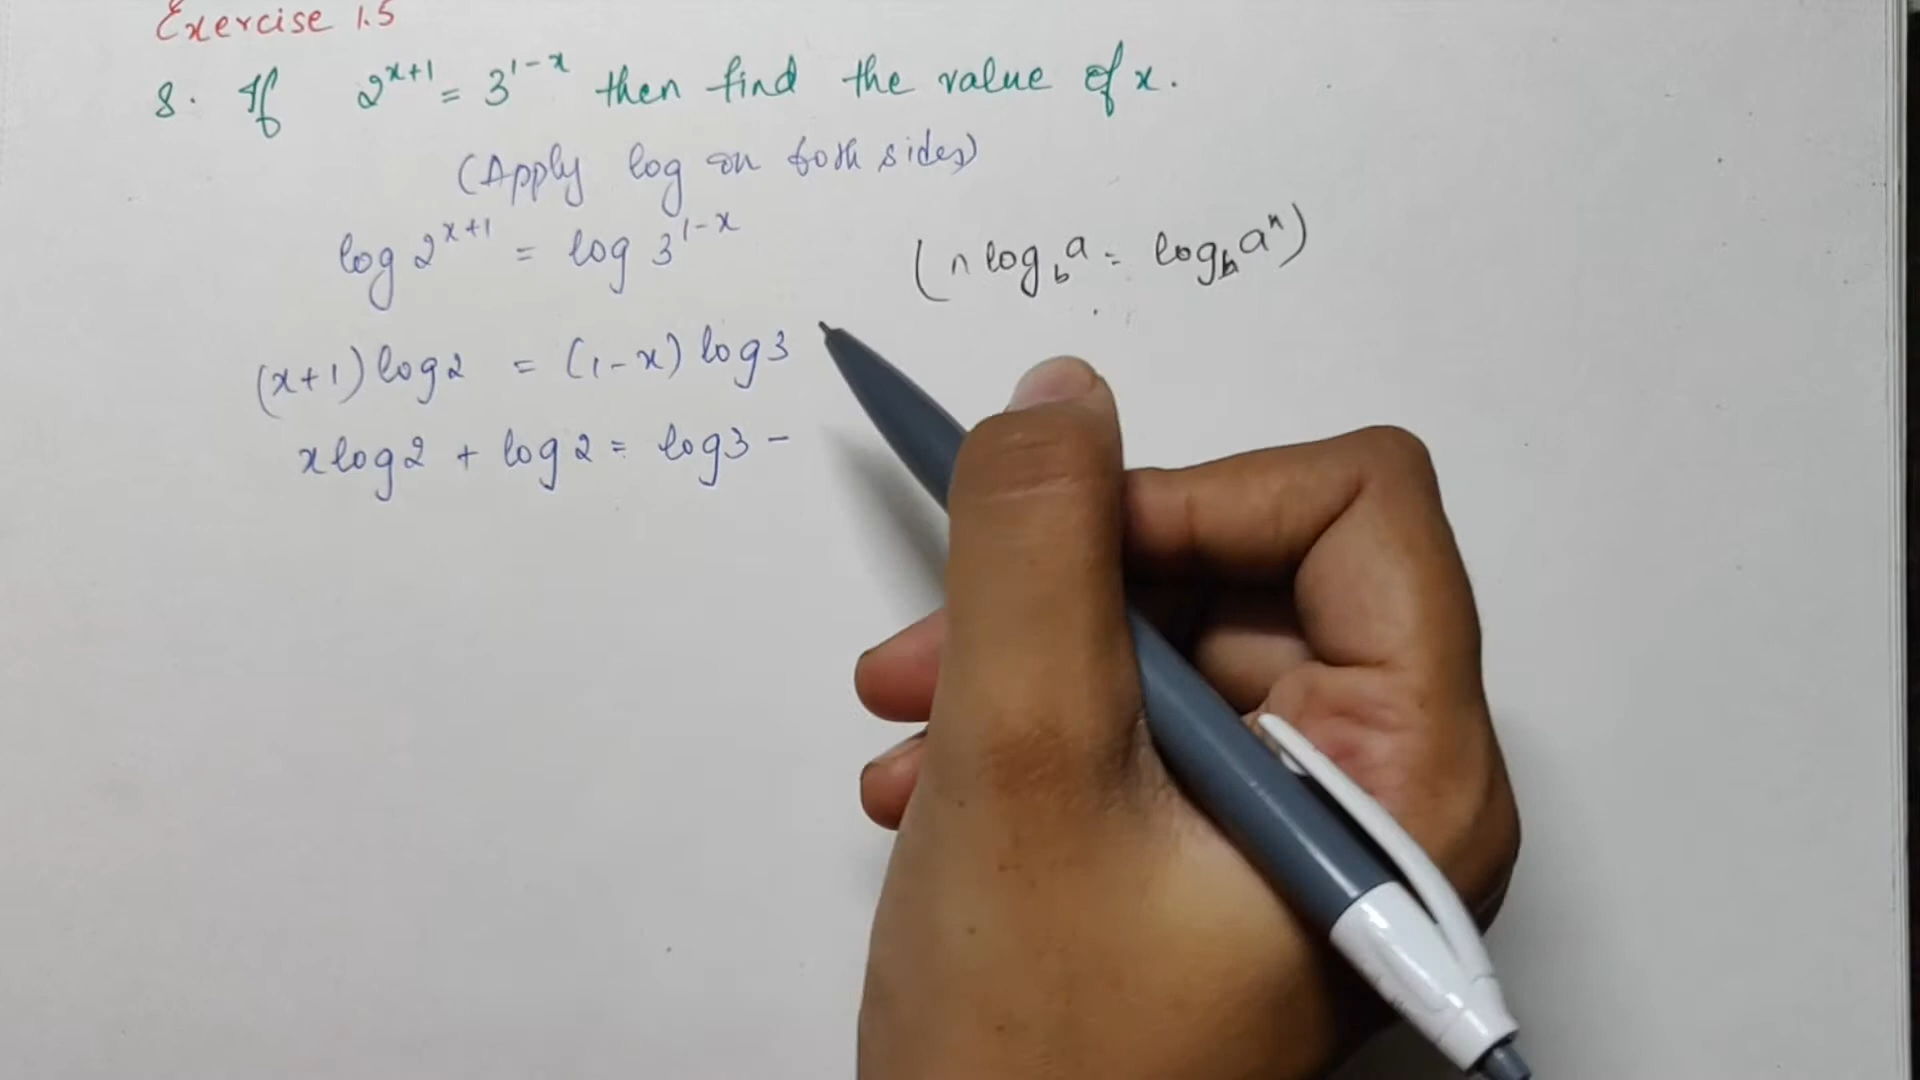 Exercise 1.5
8. If 2^{x+1} = 3^{1-x} then find the value of x.
(Apply log on both sides)
log 2^{x+1} = log 3^{1-x} (n log_b a = log_b a^n)
(x+1) log 2 = (1-x) log 3
x log 2 + log 2 = log 3 -